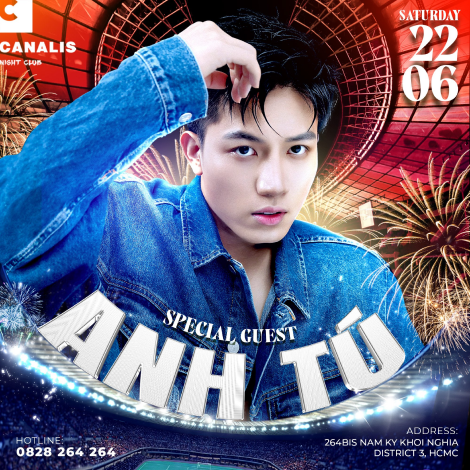 C
CANALIS
NIGHT CLUB
SATURDAY
22
06
SPECIAL GUEST
ANH TÚ
HOTLINE:
0828 264 264
ADDRESS:
264BIS NAM KY KHOI NGHIA
DISTRICT 3, HCMC